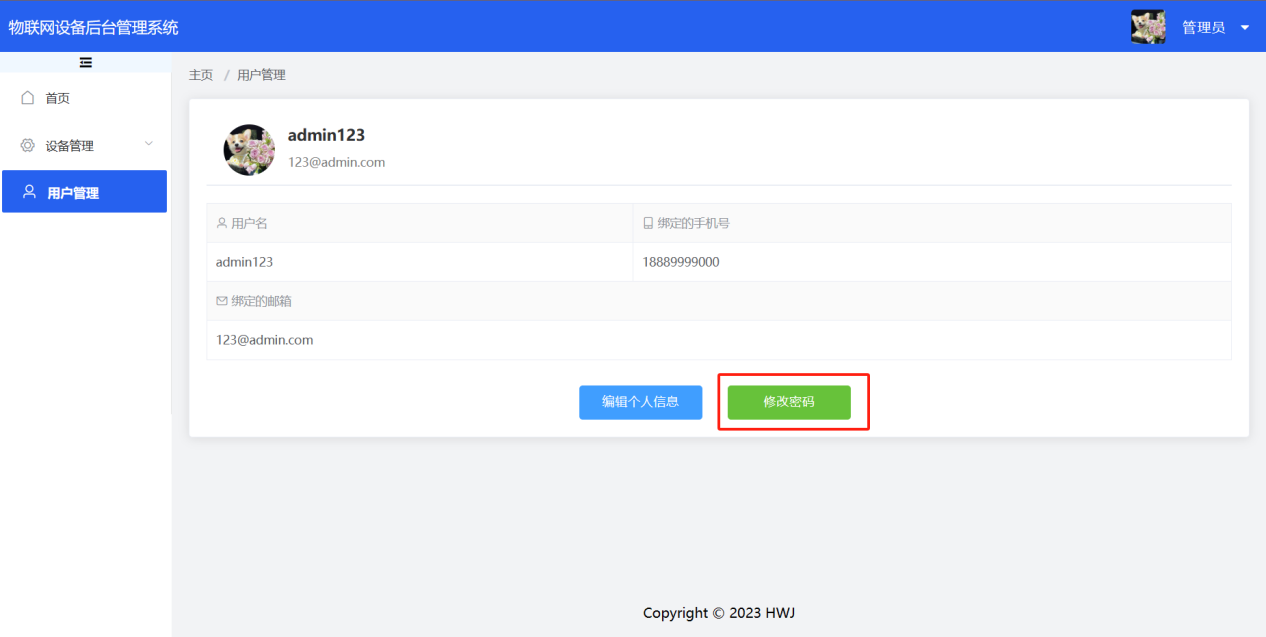 物联网设备后台管理系统
管理员
主页 / 用户管理
首页
设备管理
用户管理
admin123
123@admin.com
用户名 绑定的手机号
admin123 18889999000
绑定的邮箱
123@admin.com
编辑个人信息 修改密码
Copyright © 2023 HWJ